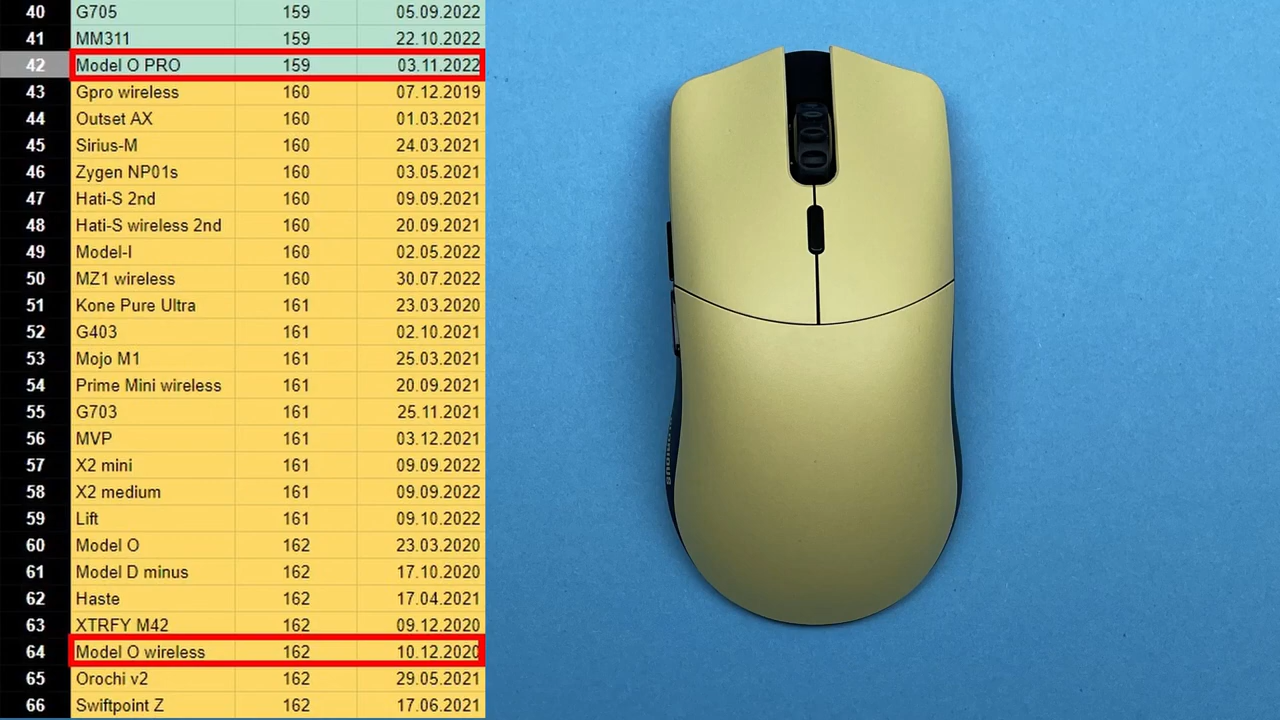 40 G705 159 05.09.2022
41 MM311 159 22.10.2022
42 Model O PRO 159 03.11.2022
43 Gpro wireless 160 07.12.2019
44 Outset AX 160 01.03.2021
45 Sirius-M 160 24.03.2021
46 Zygen NP01s 160 03.05.2021
47 Hati-S 2nd 160 09.09.2021
48 Hati-S wireless 2nd 160 20.09.2021
49 Model-I 160 02.05.2022
50 MZ1 wireless 160 30.07.2022
51 Kone Pure Ultra 161 23.03.2020
52 G403 161 02.10.2021
53 Mojo M1 161 25.03.2021
54 Prime Mini wireless 161 20.09.2021
55 G703 161 25.11.2021
56 MVP 161 03.12.2021
57 X2 mini 161 09.09.2022
58 X2 medium 161 09.09.2022
59 Lift 161 09.10.2022
60 Model O 162 23.03.2020
61 Model D minus 162 17.10.2020
62 Haste 162 17.04.2021
63 XTRFY M42 162 09.12.2020
64 Model O wireless 162 10.12.2020
65 Orochi v2 162 29.05.2021
66 Swiftpoint Z 162 17.06.2021